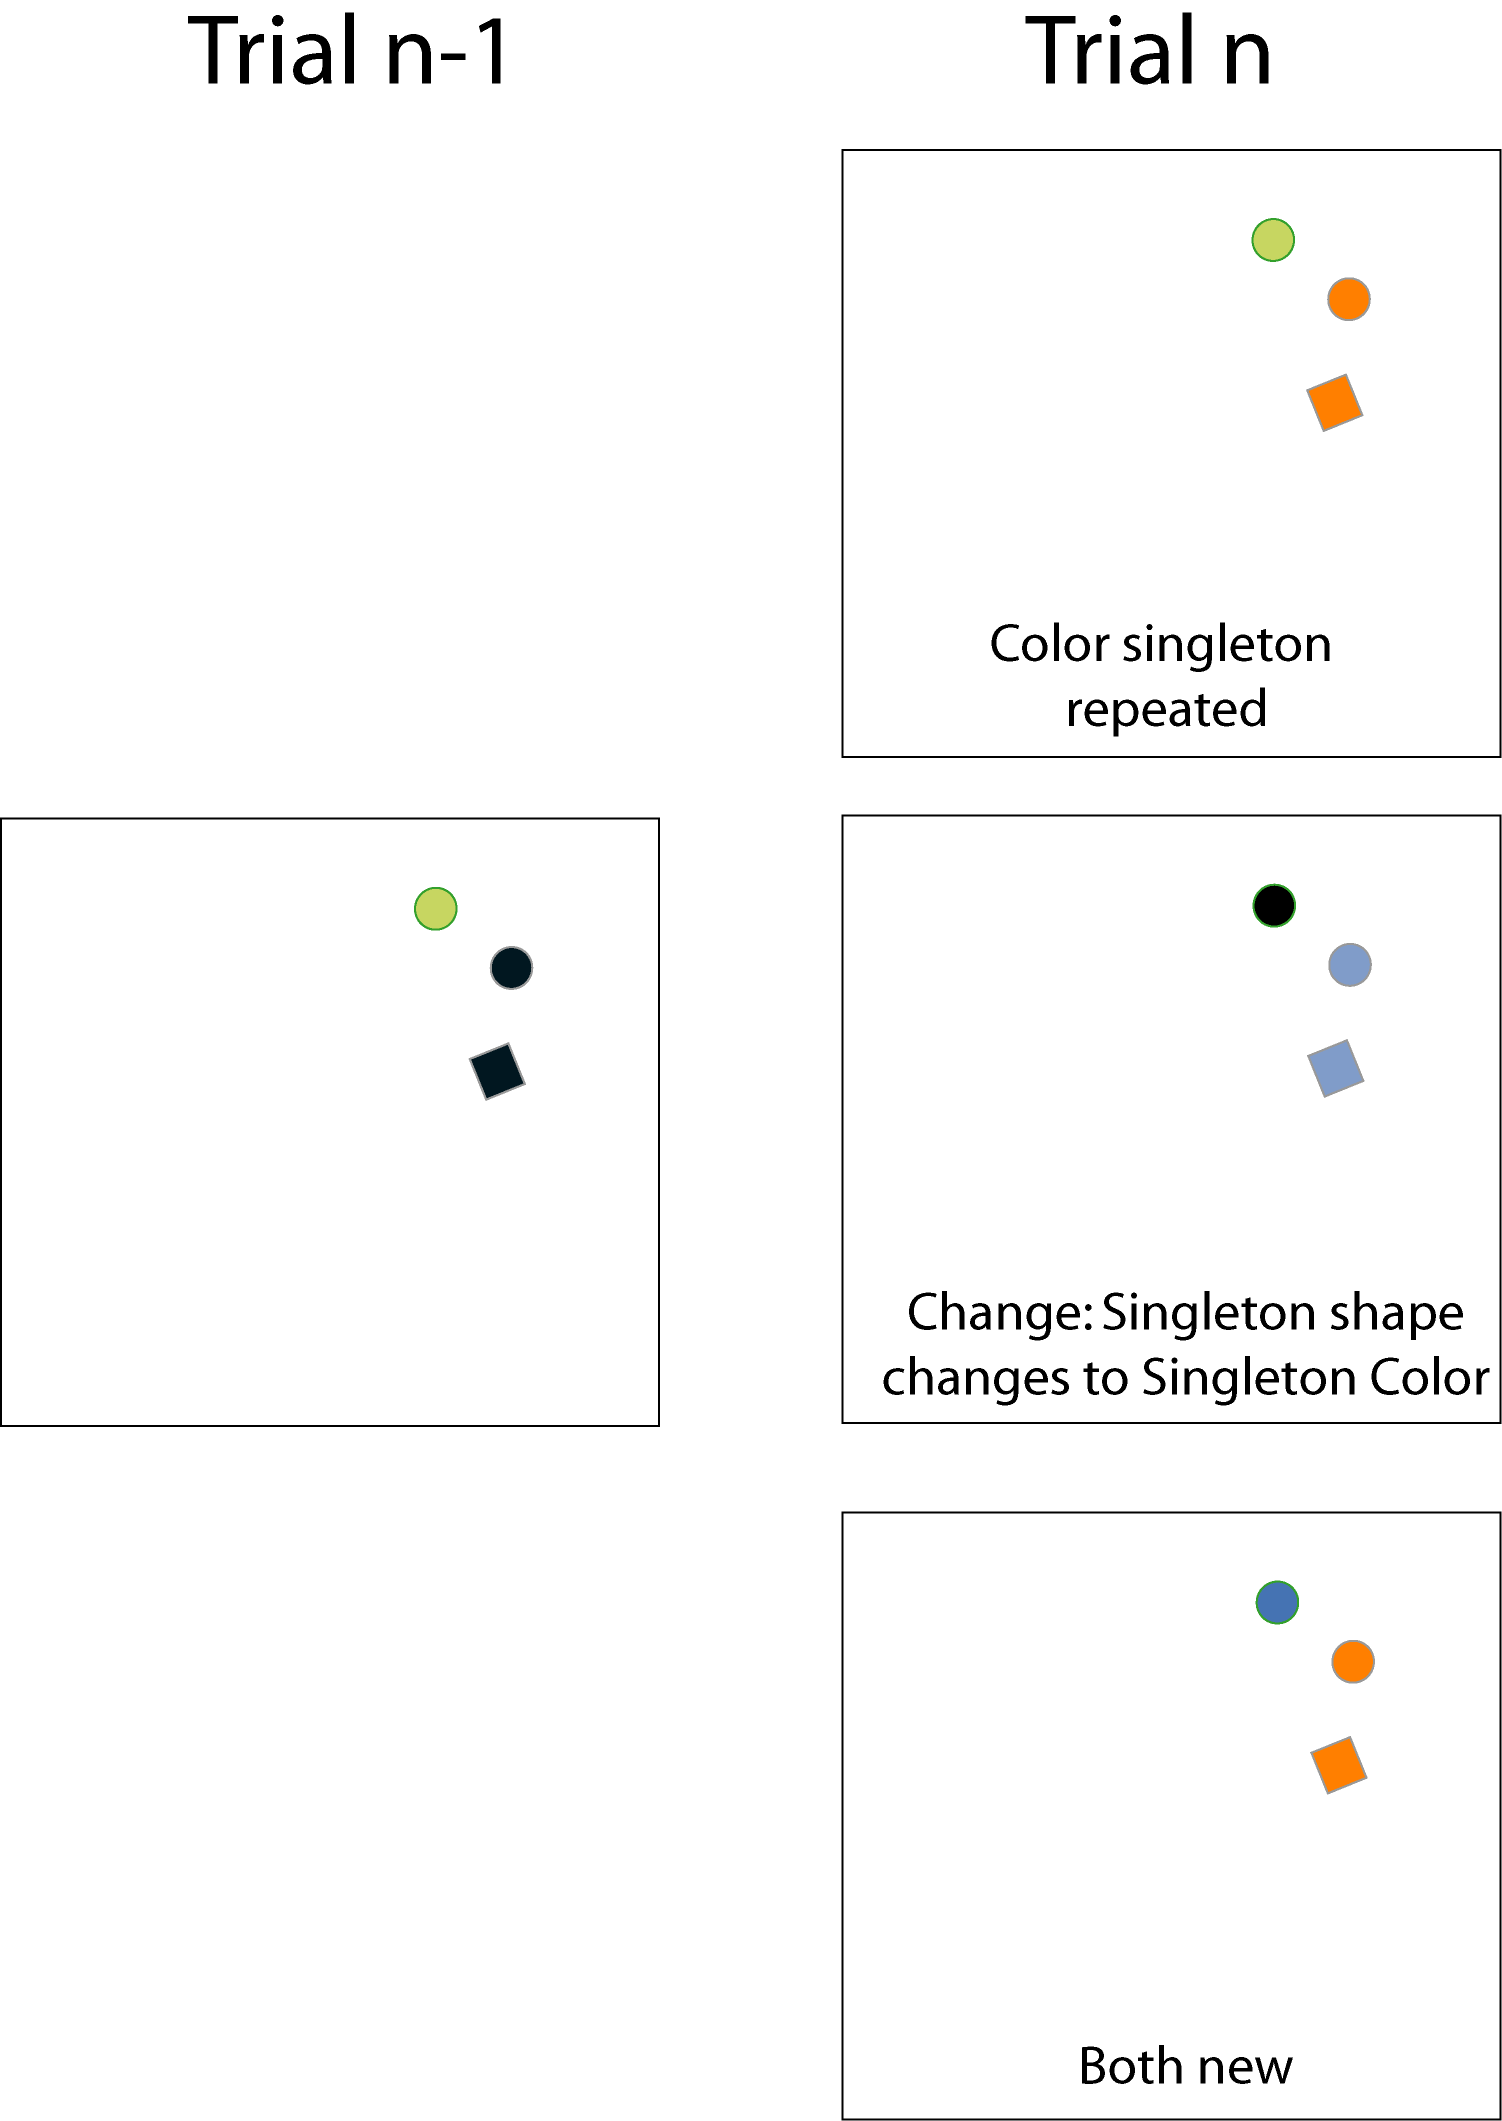 Trial n-1
Trial n
Color singleton
repeated
Change: Singleton shape
changes to Singleton Color
Both new